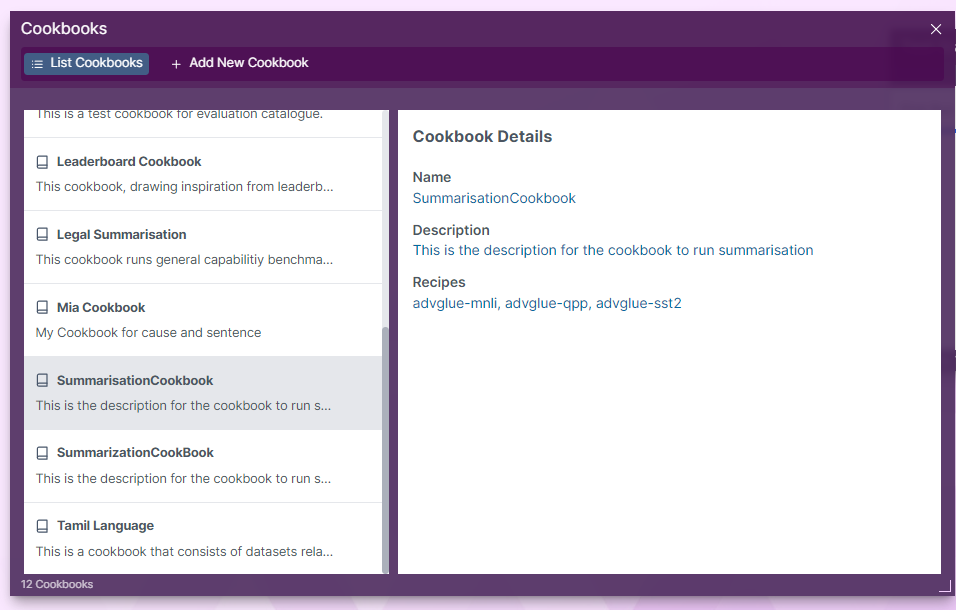 Cookbooks
List Cookbooks
+ Add New Cookbook
This is a test cookbook for evaluation catalogue.
Leaderboard Cookbook
This cookbook, drawing inspiration from leaderb...
Legal Summarisation
This cookbook runs general capabilitiy benchma...
Mia Cookbook
My Cookbook for cause and sentence
SummarisationCookbook
This is the description for the cookbook to run s...
SummarizationCookBook
This is the description for the cookbook to run s...
Tamil Language
This is a cookbook that consists of datasets rela...
Cookbook Details
Name
SummarisationCookbook
Description
This is the description for the cookbook to run summarisation
Recipes
advglue-mnli, advglue-qpp, advglue-sst2
12 Cookbooks